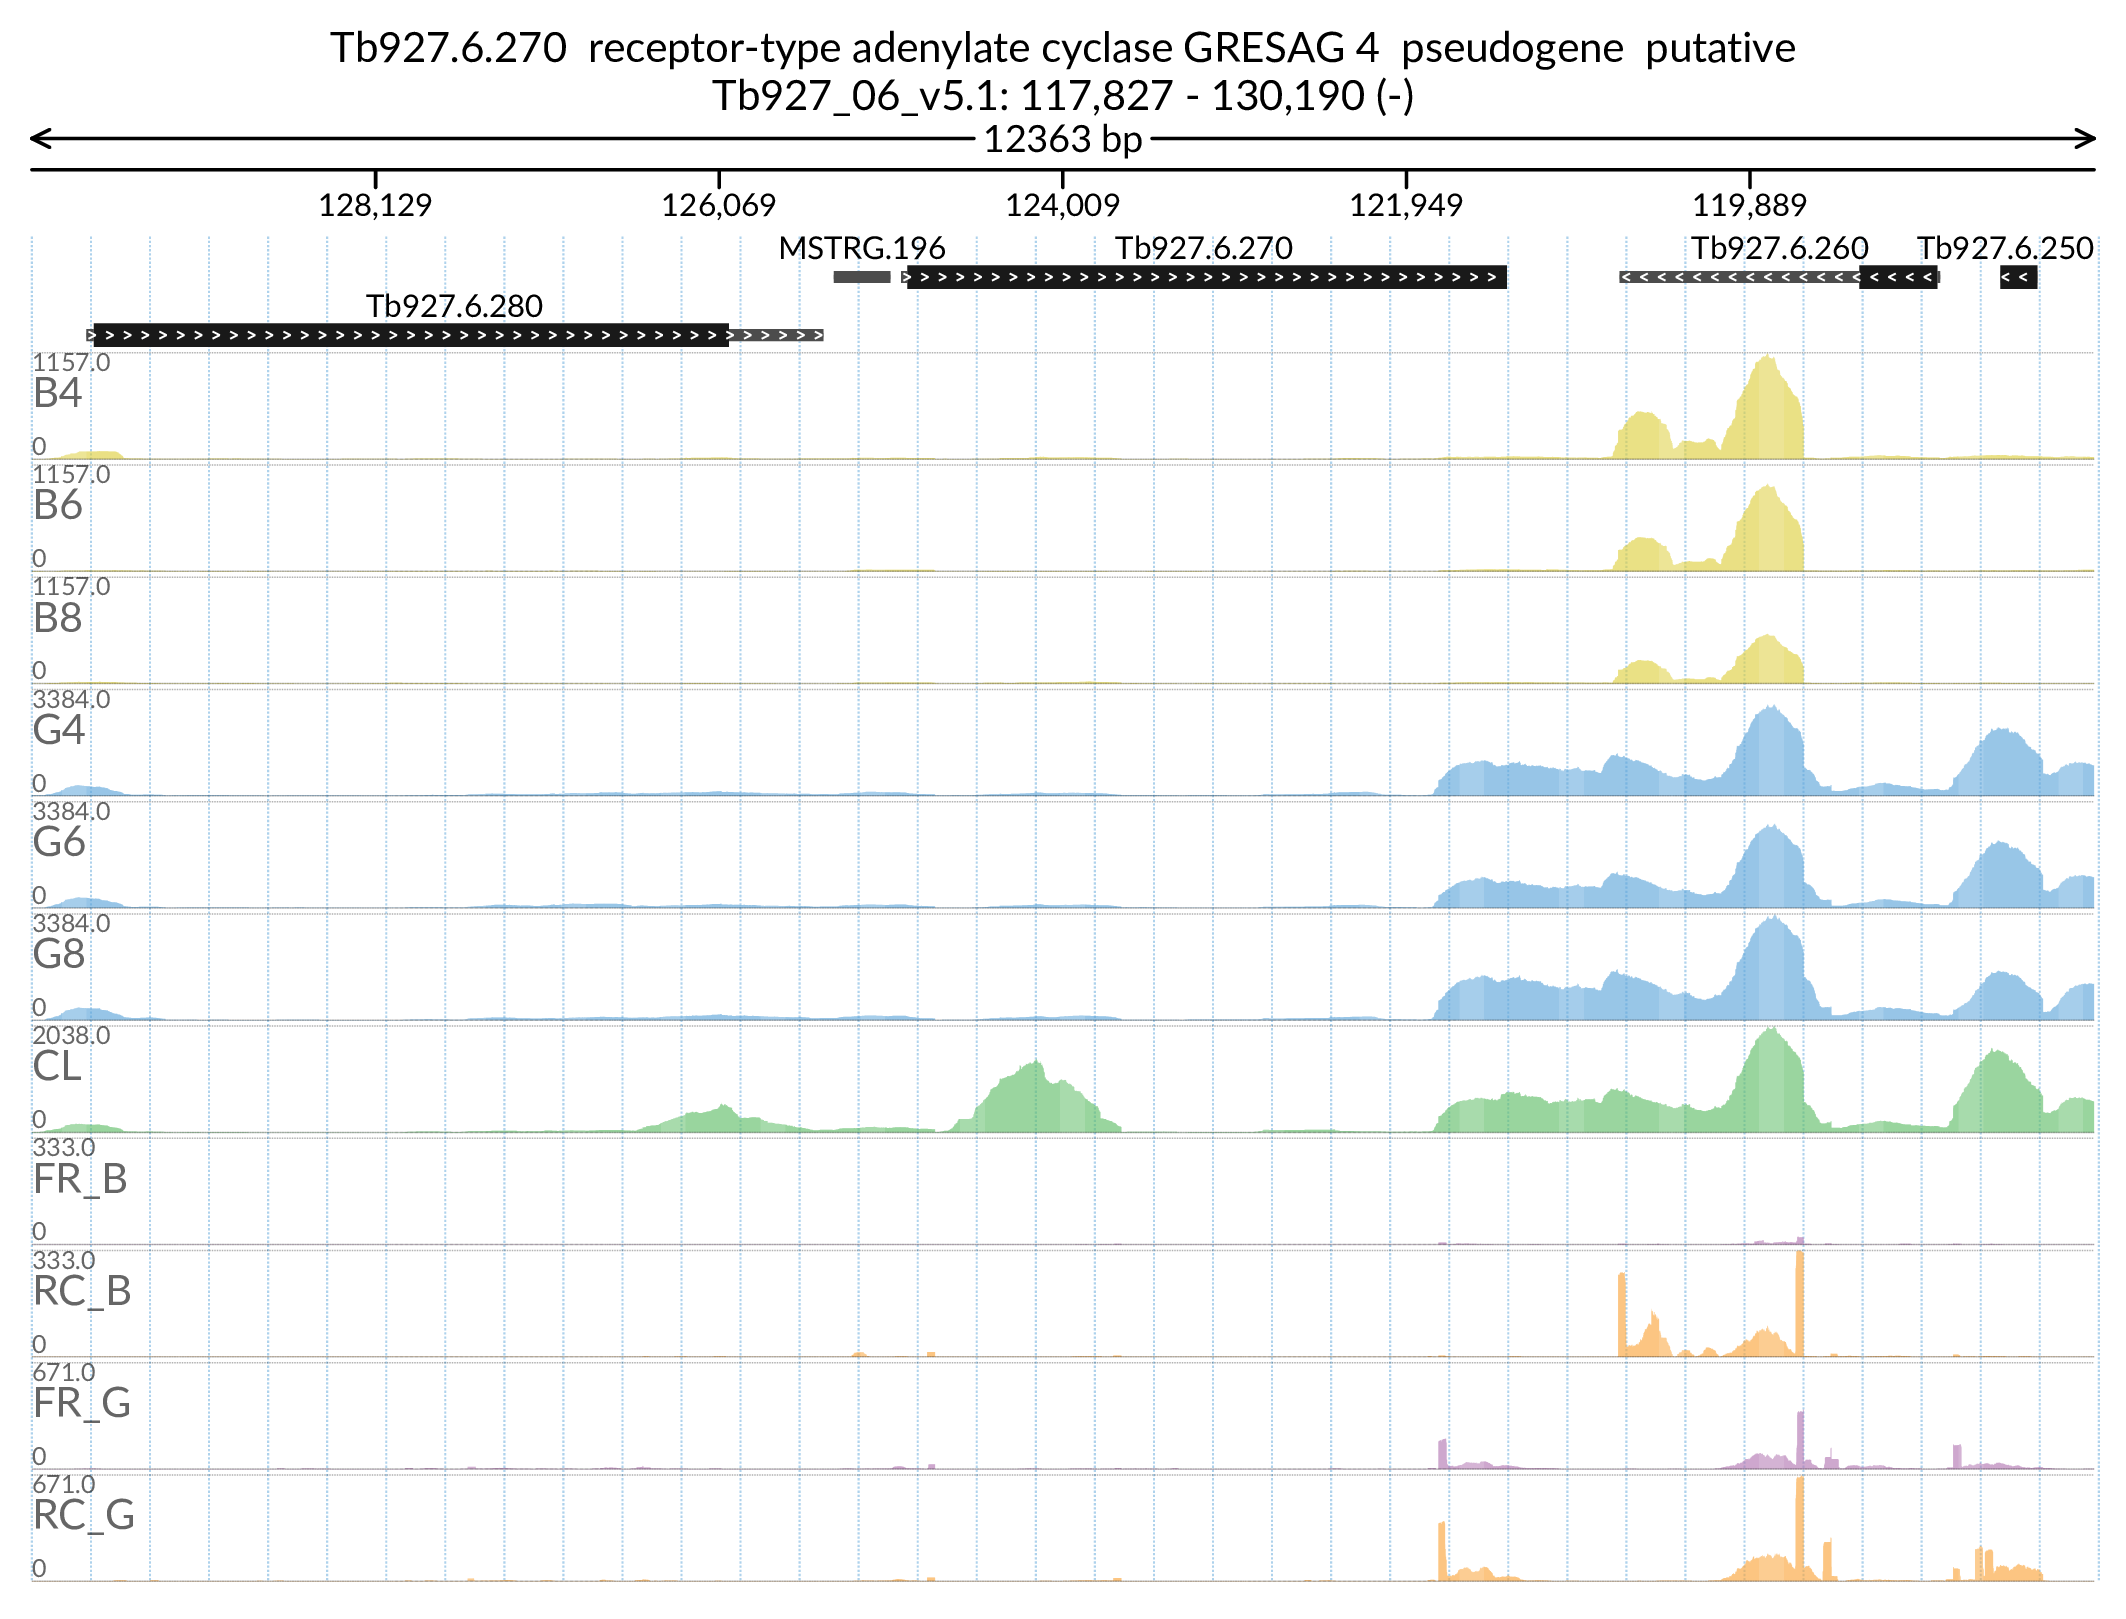 Tb927.6.270 receptor-type adenylate cyclase GRESAG 4 pseudogene putative
Tb927_06_v5.1: 117,827 - 130,190 (-)
12363 bp
128,129 126,069 124,009 121,949 119,889
MSTRG.196 Tb927.6.270 Tb927.6.260 Tb927.6.250
Tb927.6.280
1157.0
B4
0
1157.0
B6
0
1157.0
B8
0
3384.0
G4
0
3384.0
G6
0
3384.0
G8
0
2038.0
CL
0
333.0
FR_B
0
333.0
RC_B
0
671.0
FR_G
0
671.0
RC_G
0